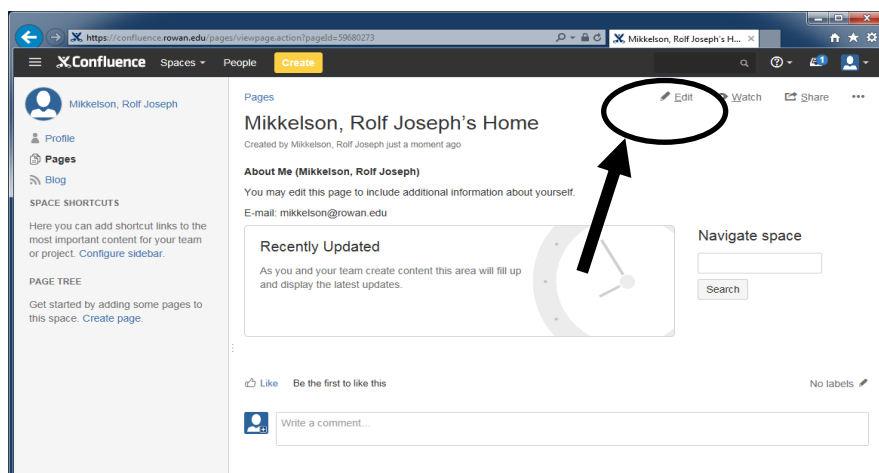 https://confluence.rowan.edu/pages/viewpage.action?pageId=59680273
Mikkelson, Rolf Joseph's H...
Confluence Spaces People Create
1
Mikkelson, Rolf Joseph
Profile
Pages
Blog
SPACE SHORTCUTS
Here you can add shortcut links to the
most important content for your team
or project. Configure sidebar.
PAGE TREE
Get started by adding some pages to
this space. Create page.
Pages
Edit Watch Share
Mikkelson, Rolf Joseph's Home
Created by Mikkelson, Rolf Joseph just a moment ago
About Me (Mikkelson, Rolf Joseph)
You may edit this page to include additional information about yourself.
E-mail: mikkelson@rowan.edu
Recently Updated
As you and your team create content this area will fill up
and display the latest updates.
Navigate space
Search
Like Be the first to like this
No labels
Write a comment...